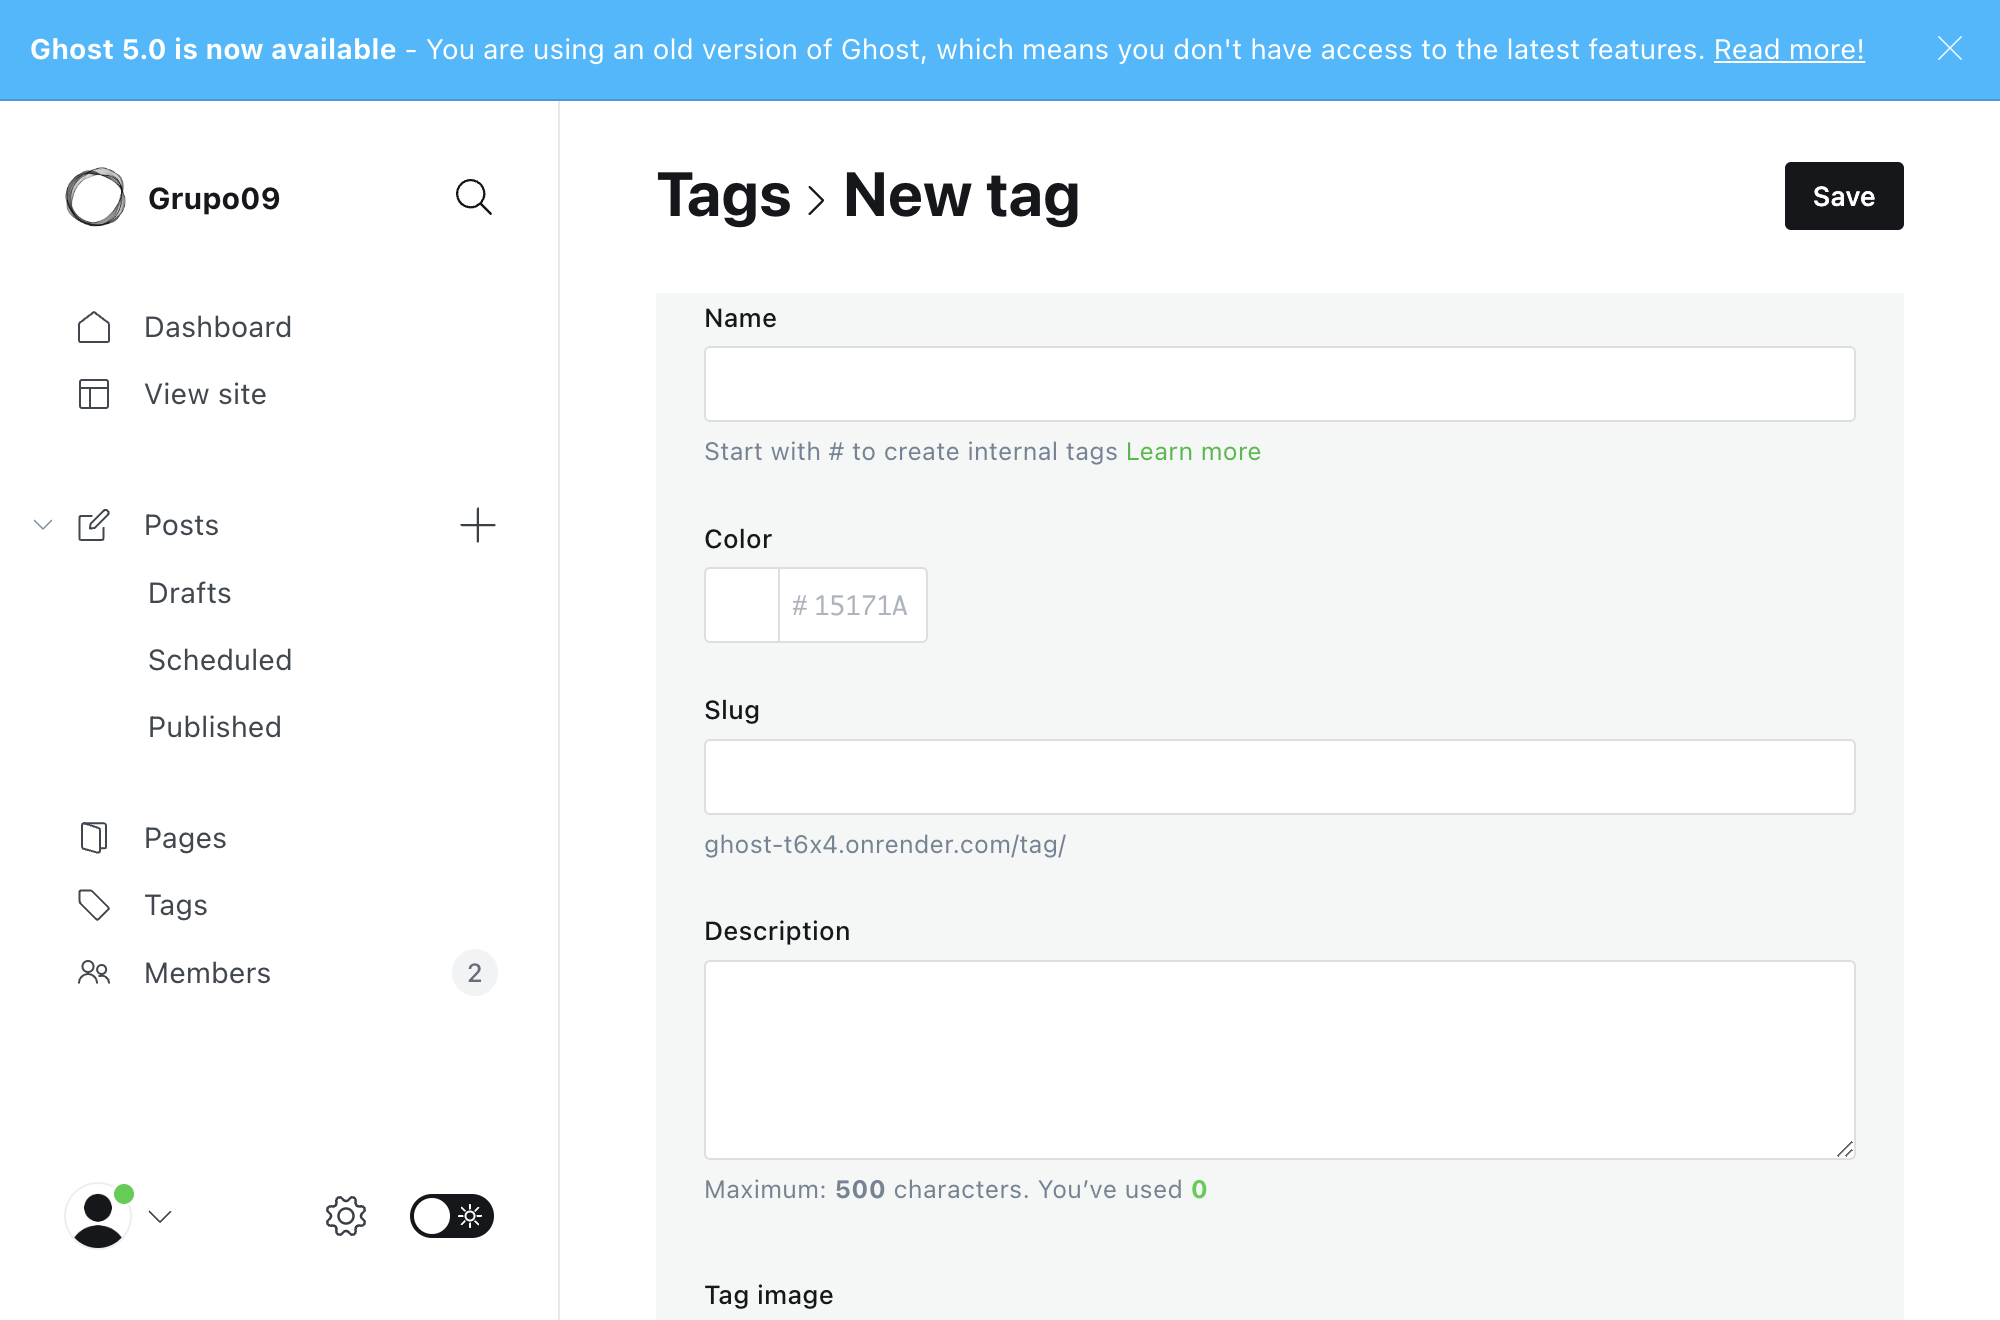 Ghost 5.0 is now available - You are using an old version of Ghost, which means you don't have access to the latest features. Read more!
Grupo09
Dashboard
View site
Posts
Drafts
Scheduled
Published
Pages
Tags
Members
2
Tags > New tag
Save
Name
Start with # to create internal tags Learn more
Color
# 15171A
Slug
ghost-t6x4.onrender.com/tag/
Description
Maximum: 500 characters. You’ve used 0
Tag image